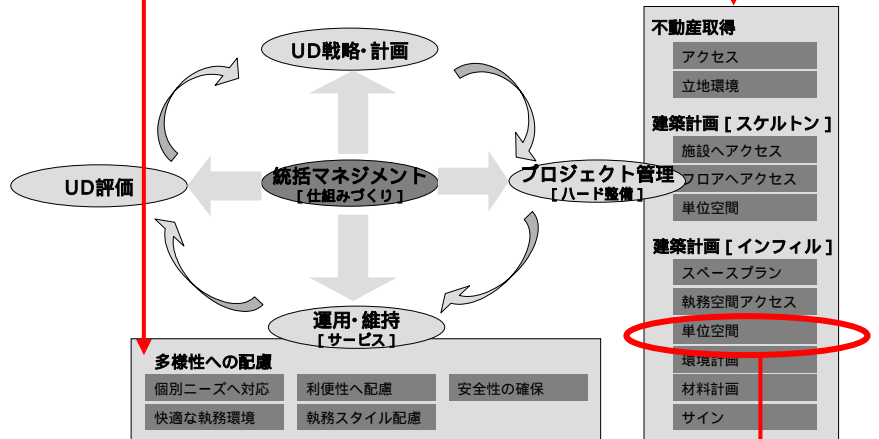 UD戦略・計画
UD評価
統括マネジメント
[ 仕組みづくり ]
プロジェクト管理
[ ハード整備 ]
運用・維持
[ サービス ]
多様性への配慮
個別ニーズへ対応
利便性へ配慮
安全性の確保
快適な執務環境
執務スタイル配慮
不動産取得
アクセス
立地環境
建築計画 [ スケルトン ]
施設へアクセス
フロアへアクセス
単位空間
建築計画 [ インフィル ]
スペースプラン
執務空間アクセス
単位空間
環境計画
材料計画
サイン